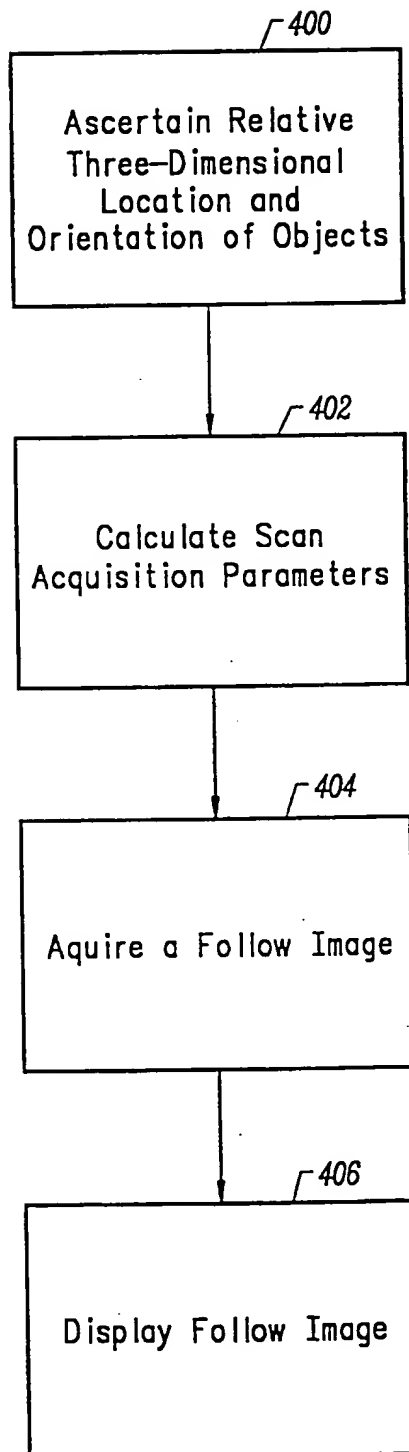 400
Ascertain Relative
Three-Dimensional
Location and
Orientation of Objects
402
Calculate Scan
Acquisition Parameters
404
Aquire a Follow Image
406
Display Follow Image